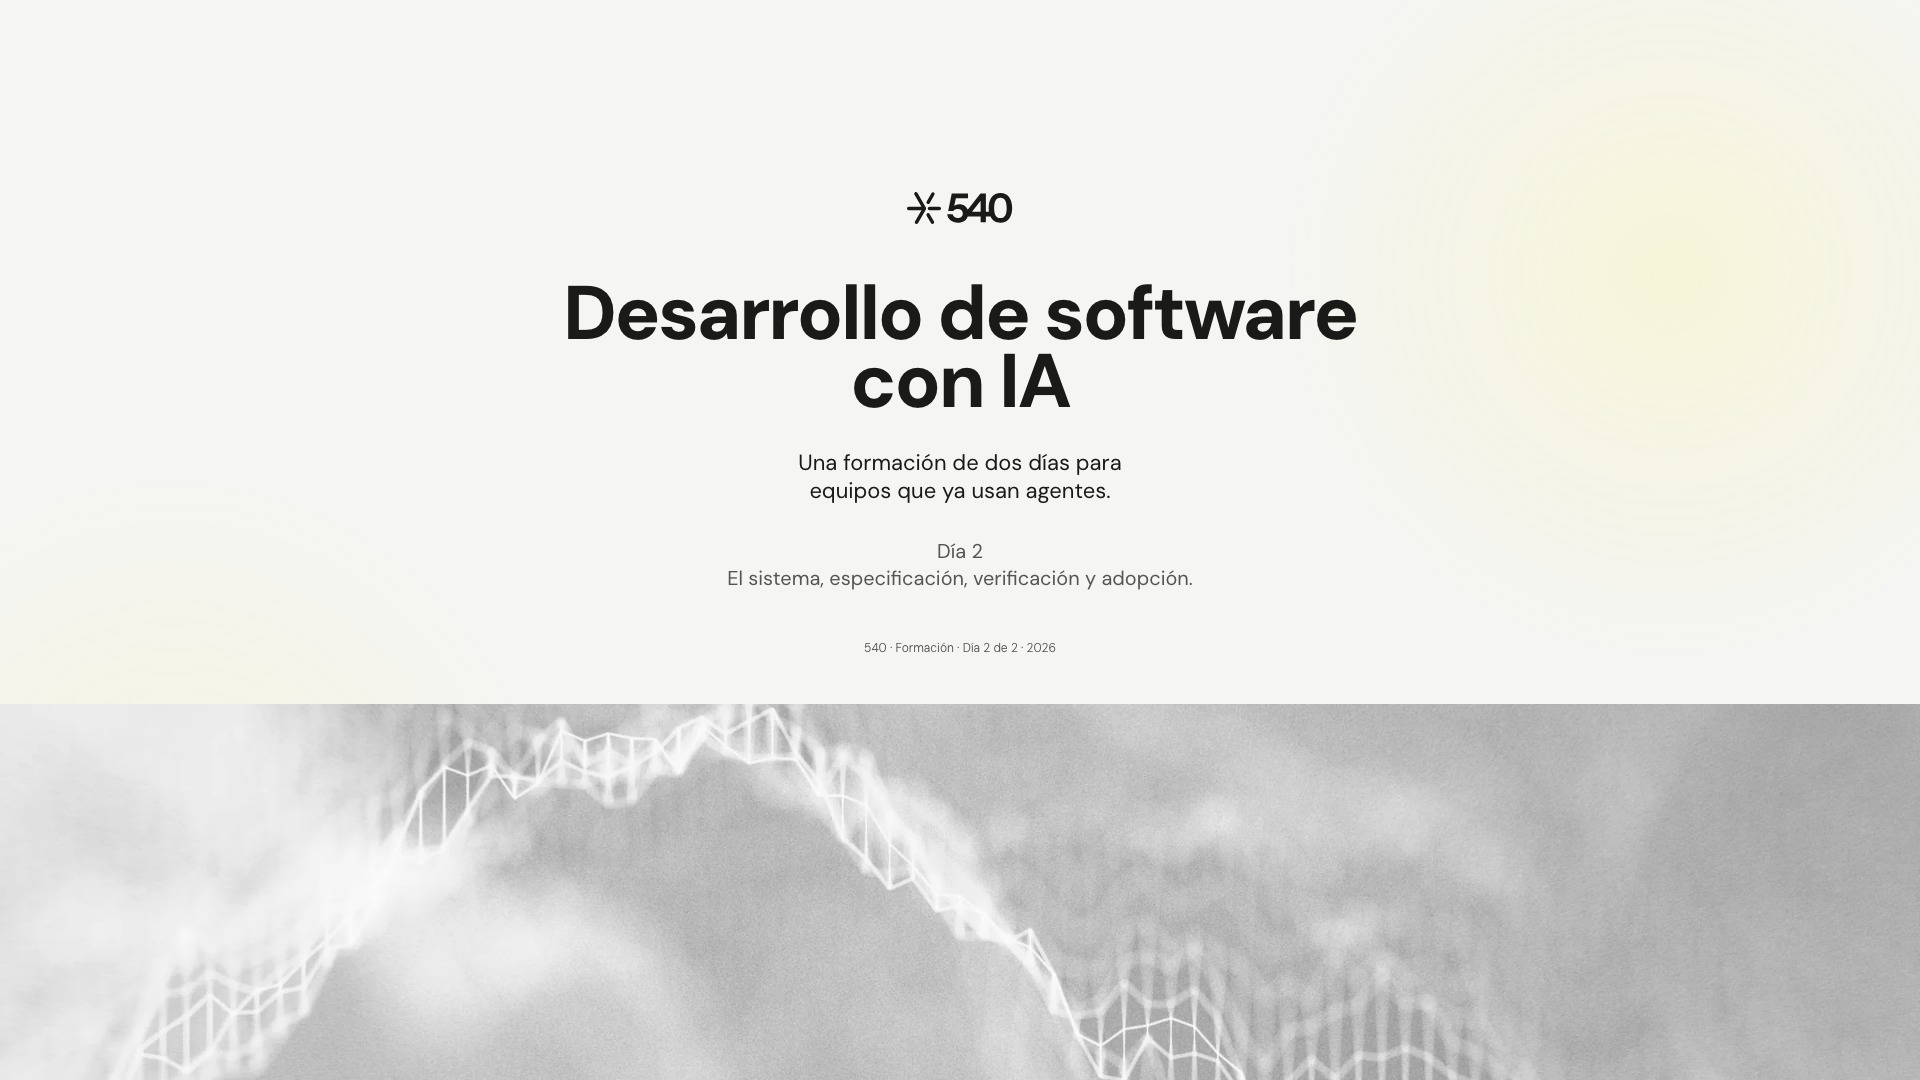 540
Desarrollo de software
con IA
Una formación de dos días para
equipos que ya usan agentes.
Día 2
El sistema, especificación, verificación y adopción.
540 · Formación · Día 2 de 2 · 2026